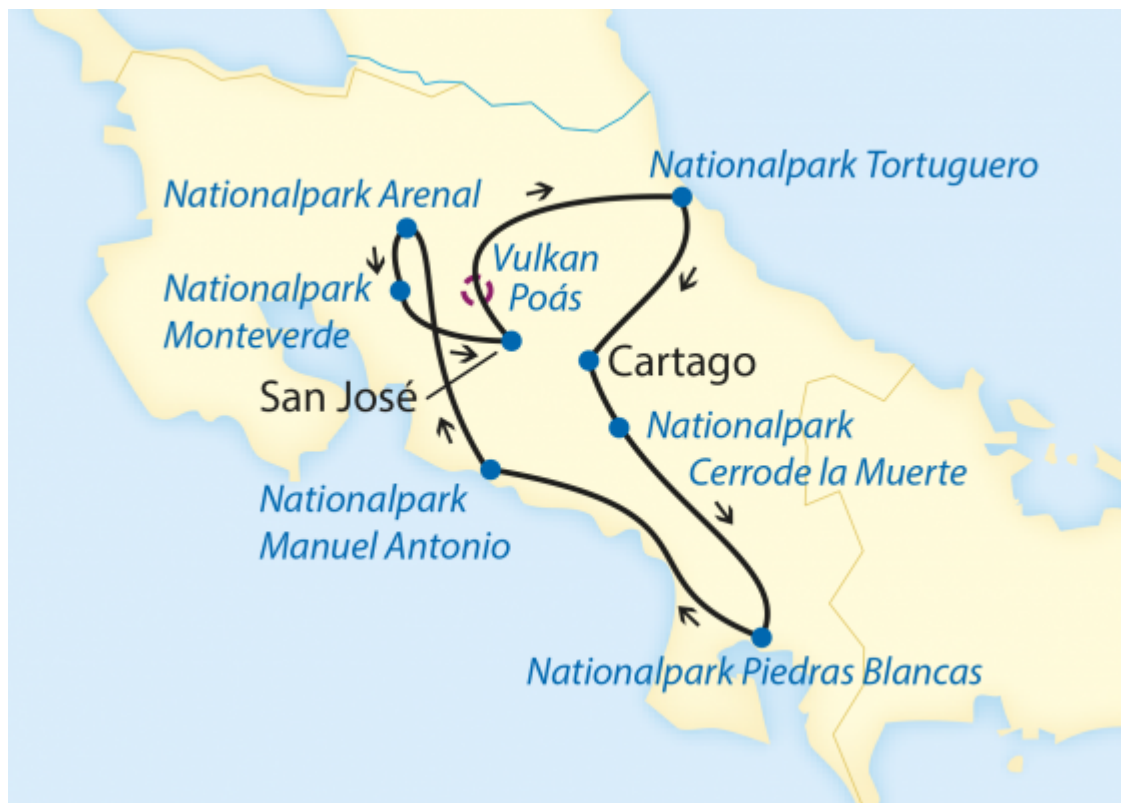 Nationalpark Tortuguero
Nationalpark Arenal
Vulkan
Poás
Nationalpark
Monteverde
San José
Cartago
Nationalpark
Cerrode la Muerte
Nationalpark
Manuel Antonio
Nationalpark Piedras Blancas